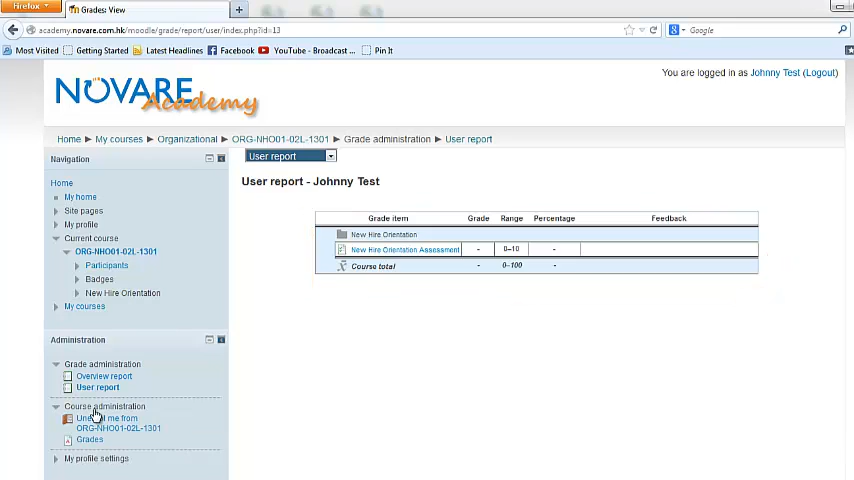 Firefox
Grades: View
academy.novare.com.hk/moodle/grade/report/user/index.php?id=13
Google
Most Visited
Getting Started
Latest Headlines
Facebook
YouTube - Broadcast ...
Pin It
NOVARE
Academy
You are logged in as Johnny Test (Logout)
Home ► My courses ► Organizational ► ORG-NHO01-02L-1301 ► Grade administration ► User report
Navigation
Home
My home
Site pages
My profile
Current course
ORG-NHO01-02L-1301
Participants
Badges
New Hire Orientation
My courses
Administration
Grade administration
Overview report
User report
Course administration
Unenrol me from
ORG-NHO01-02L-1301
Grades
My profile settings
User report
User report - Johnny Test
Grade item Grade Range Percentage Feedback
New Hire Orientation
New Hire Orientation Assessment - 0–10 -
Course total - 0–100 -